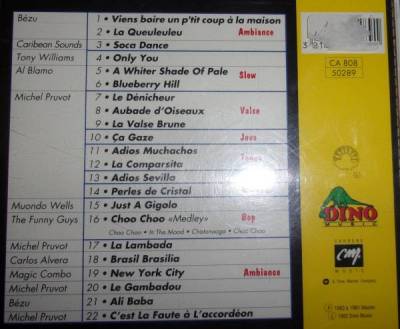 Bézu 1 • Viens boire un p'tit coup à la maison
2 • La Queuleuleu Ambiance
Caribean Sounds 3 • Soca Dance
Tony Williams 4 • Only You
Al Blamo 5 • A Whiter Shade Of Pale Slow
6 • Blueberry Hill
Michel Pruvot 7 • Le Dénicheur
8 • Aubade d'Oiseaux Valse
9 • La Valse Brune
10 • Ça Gaze Java
11 • Adios Muchachos
12 • La Comparsita
13 • Adios Sevilla
14 • Perles de Cristal
Muondo Wells 15 • Just A Gigolo
The Funny Guys 16 • Choo Choo «Medley» Bop
Choo Choo • In The Mood • Chatanooga • Choo Choo
Michel Pruvot 17 • La Lambada
Carlos Alvera 18 • Brasil Brasilia
Magic Combo 19 • New York City Ambiance
Michel Pruvot 20 • Le Gambadou
Bézu 21 • Ali Baba
Michel Pruvot 22 • C'est La Faute à L'accordéon
CA 808
50289
DINO
MUSIC
CARRERE
MUSIC